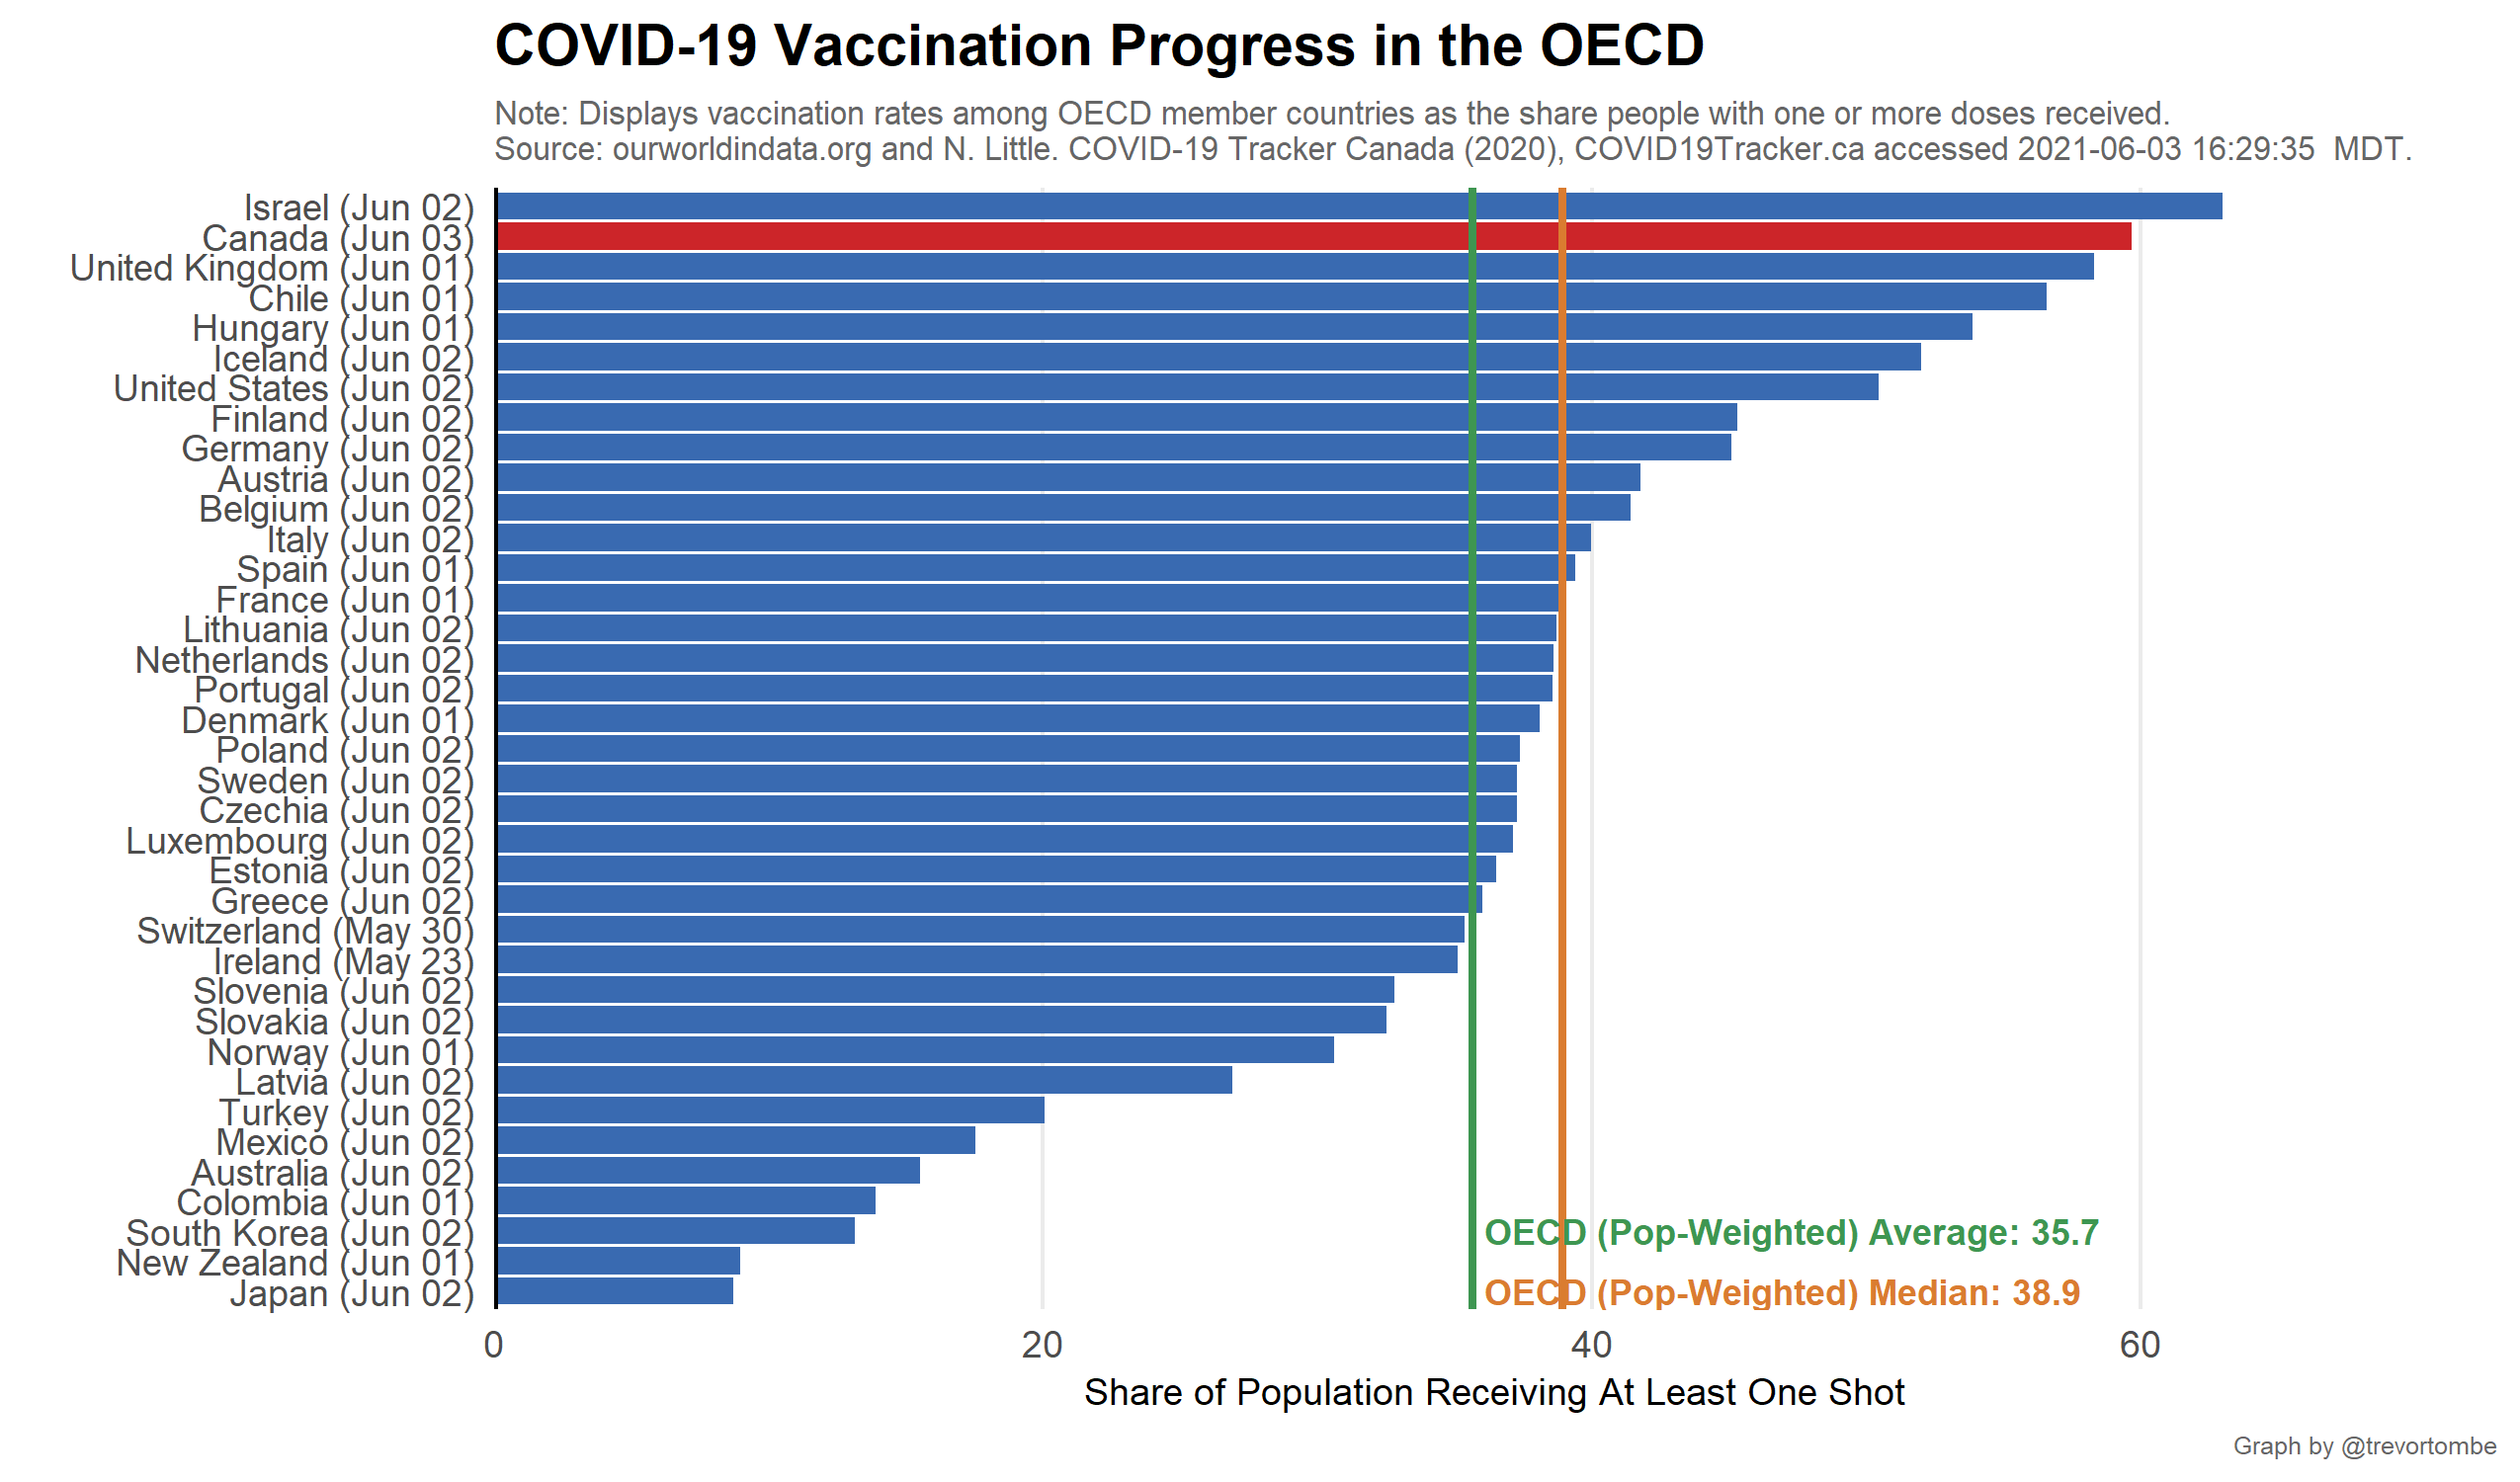 COVID-19 Vaccination Progress in the OECD
Note: Displays vaccination rates among OECD member countries as the share people with one or more doses received.
Source: ourworldindata.org and N. Little. COVID-19 Tracker Canada (2020), COVID19Tracker.ca accessed 2021-06-03 16:29:35  MDT.
Israel (Jun 02)
Canada (Jun 03)
United Kingdom (Jun 01)
Chile (Jun 01)
Hungary (Jun 01)
Iceland (Jun 02)
United States (Jun 02)
Finland (Jun 02)
Germany (Jun 02)
Austria (Jun 02)
Belgium (Jun 02)
Italy (Jun 02)
Spain (Jun 01)
France (Jun 01)
Lithuania (Jun 02)
Netherlands (Jun 02)
Portugal (Jun 02)
Denmark (Jun 01)
Poland (Jun 02)
Sweden (Jun 02)
Czechia (Jun 02)
Luxembourg (Jun 02)
Estonia (Jun 02)
Greece (Jun 02)
Switzerland (May 30)
Ireland (May 23)
Slovenia (Jun 02)
Slovakia (Jun 02)
Norway (Jun 01)
Latvia (Jun 02)
Turkey (Jun 02)
Mexico (Jun 02)
Australia (Jun 02)
Colombia (Jun 01)
South Korea (Jun 02)
OECD (Pop-Weighted) Average: 35.7
New Zealand (Jun 01)
Japan (Jun 02)
OECD (Pop-Weighted) Median: 38.9
0 20 40 60
Share of Population Receiving At Least One Shot
Graph by @trevortombe